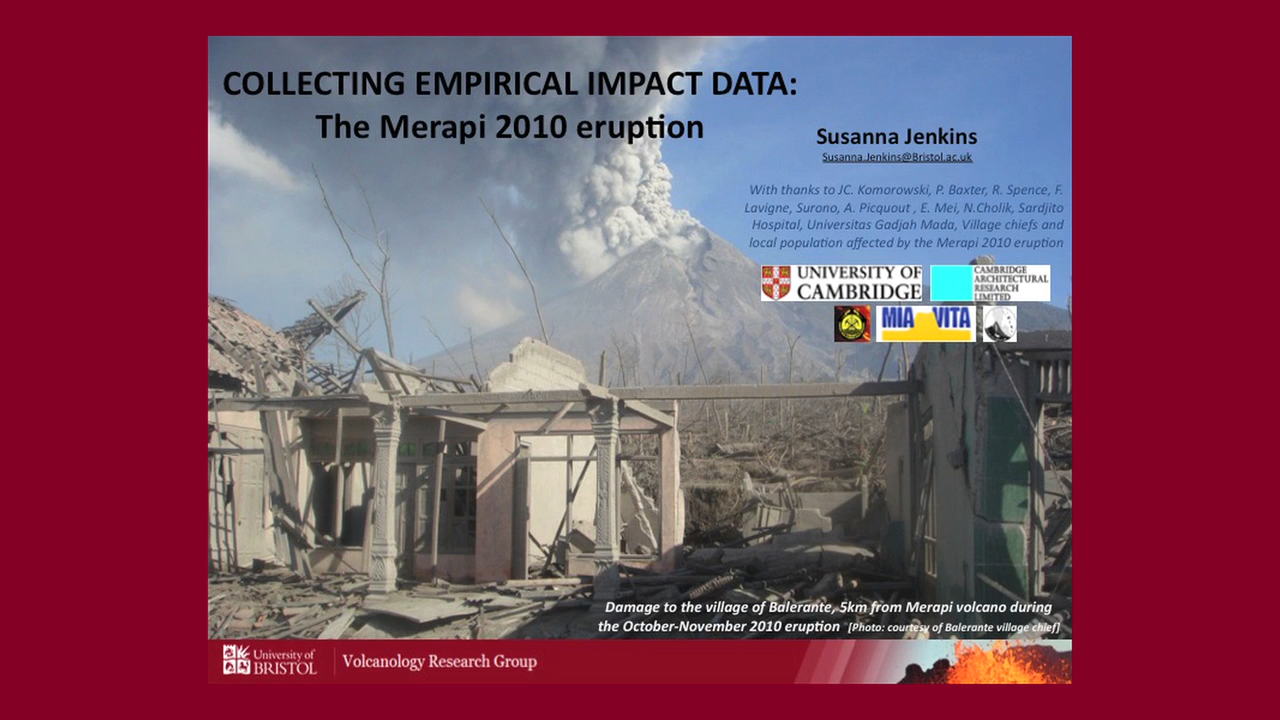 COLLECTING EMPIRICAL IMPACT DATA:
The Merapi 2010 eruption
Susanna Jenkins
Susanna.Jenkins@Bristol.ac.uk
With thanks to JC. Komorowski, P. Baxter, R. Spence, F.
Lavigne, Surono, A. Picquout , E. Mei, N.Cholik, Sardjito
Hospital, Universitas Gadjah Mada, Village chiefs and
local population affected by the Merapi 2010 eruption
UNIVERSITY OF
CAMBRIDGE
CAMBRIDGE
ARCHITECTURAL
RESEARCH
LIMITED
MIA VITA
Damage to the village of Balerante, 5km from Merapi volcano during
the October-November 2010 eruption [Photo: courtesy of Balerante village chief]
University of
BRISTOL
Volcanology Research Group